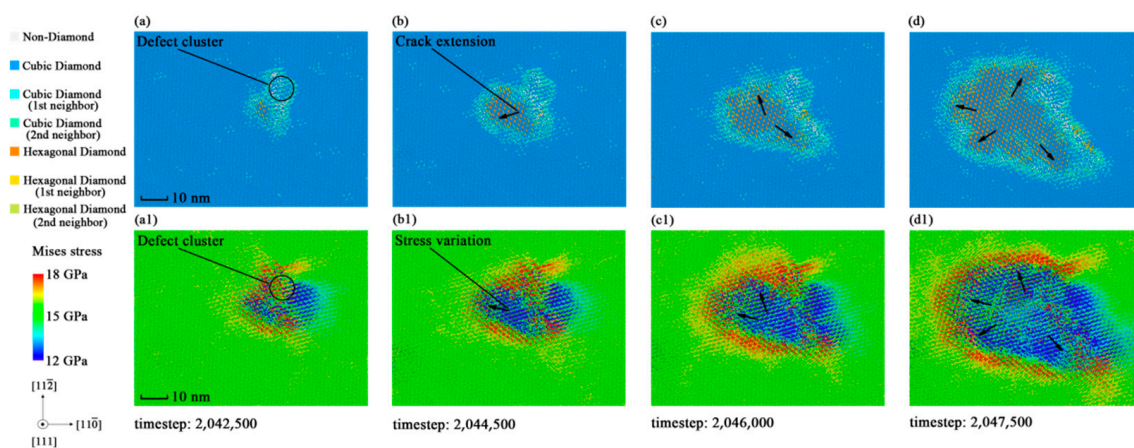 (a)
(b)
(c)
(d)
Non-Diamond
Cubic Diamond
Cubic Diamond
(1st neighbor)
Cubic Diamond
(2nd neighbor)
Hexagonal Diamond
Hexagonal Diamond
(1st neighbor)
Hexagonal Diamond
(2nd neighbor)
Defect cluster
Crack extension
10 nm
(a1)
(b1)
(c1)
(d1)
Mises stress
18 GPa
15 GPa
12 GPa
Defect cluster
Stress variation
10 nm
[112̅]
[11̅0]
[111]
timestep: 2,042,500
timestep: 2,044,500
timestep: 2,046,000
timestep: 2,047,500